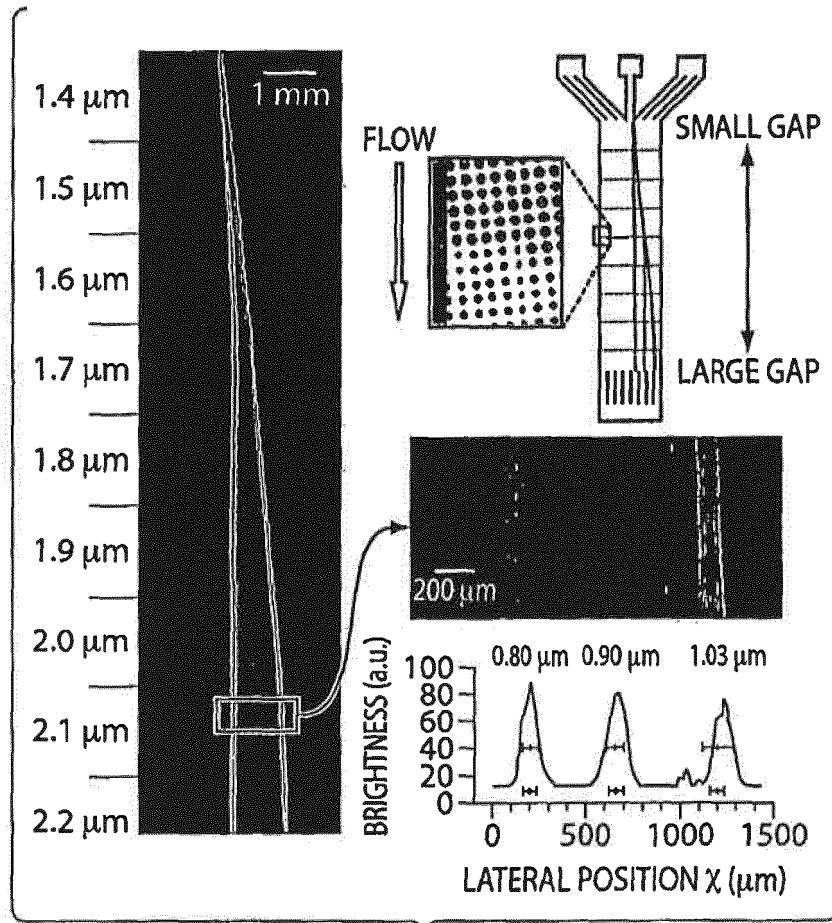 1.4 μm
1.5 μm
1.6 μm
1.7 μm
1.8 μm
1.9 μm
2.0 μm
2.1 μm
2.2 μm
1 mm
FLOW
SMALL GAP
LARGE GAP
200 μm
0.80 μm 0.90 μm 1.03 μm
BRIGHTNESS (a.u.)
100
80
60
40
20
0
0 500 1000 1500
LATERAL POSITION χ (μm)